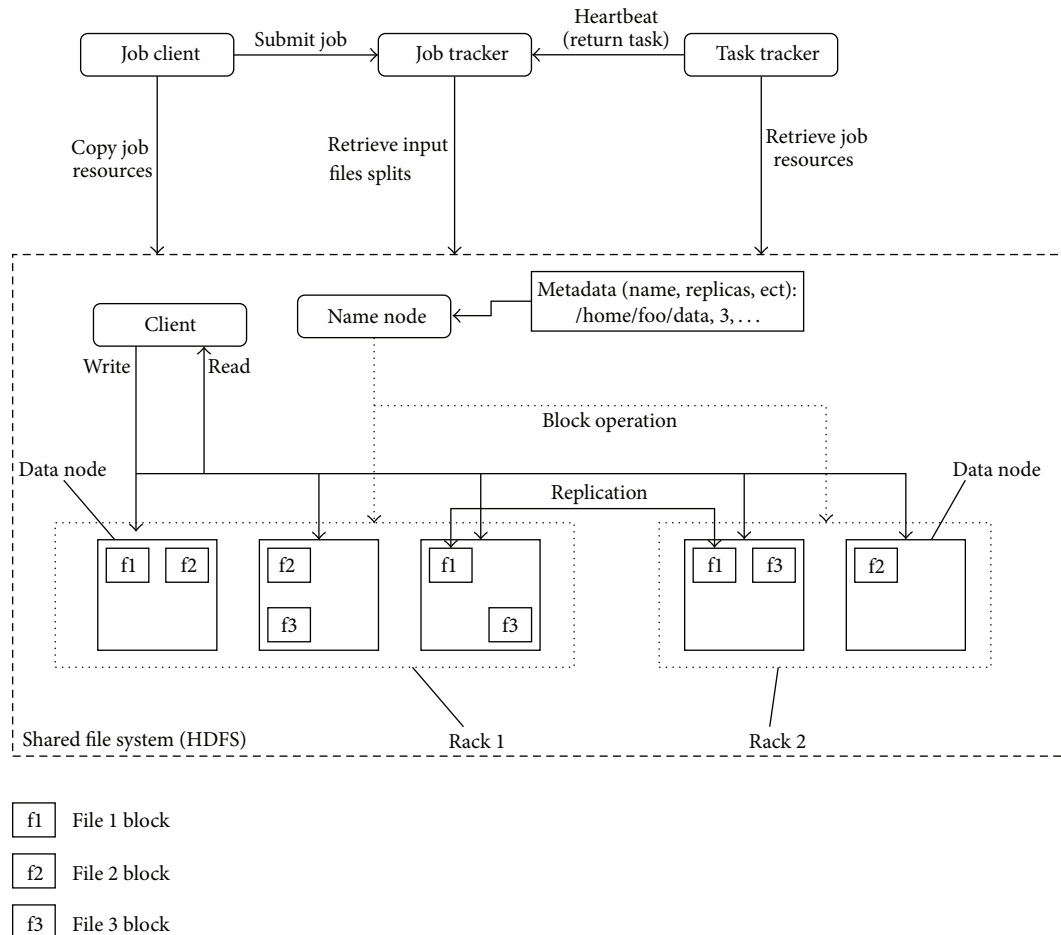 Heartbeat
(return task)
Job client
Submit job
Job tracker
Task tracker
Copy job
resources
Retrieve input
files splits
Retrieve job
resources
Metadata (name, replicas, ect):
/home/foo/data, 3, . . .
Name node
Client
Write
Read
Block operation
Data node
Data node
Replication
f1
f2
f2
f1
f1
f3
f2
f3
f3
Shared file system (HDFS)
Rack 1
Rack 2
f1 File 1 block
f2 File 2 block
f3 File 3 block